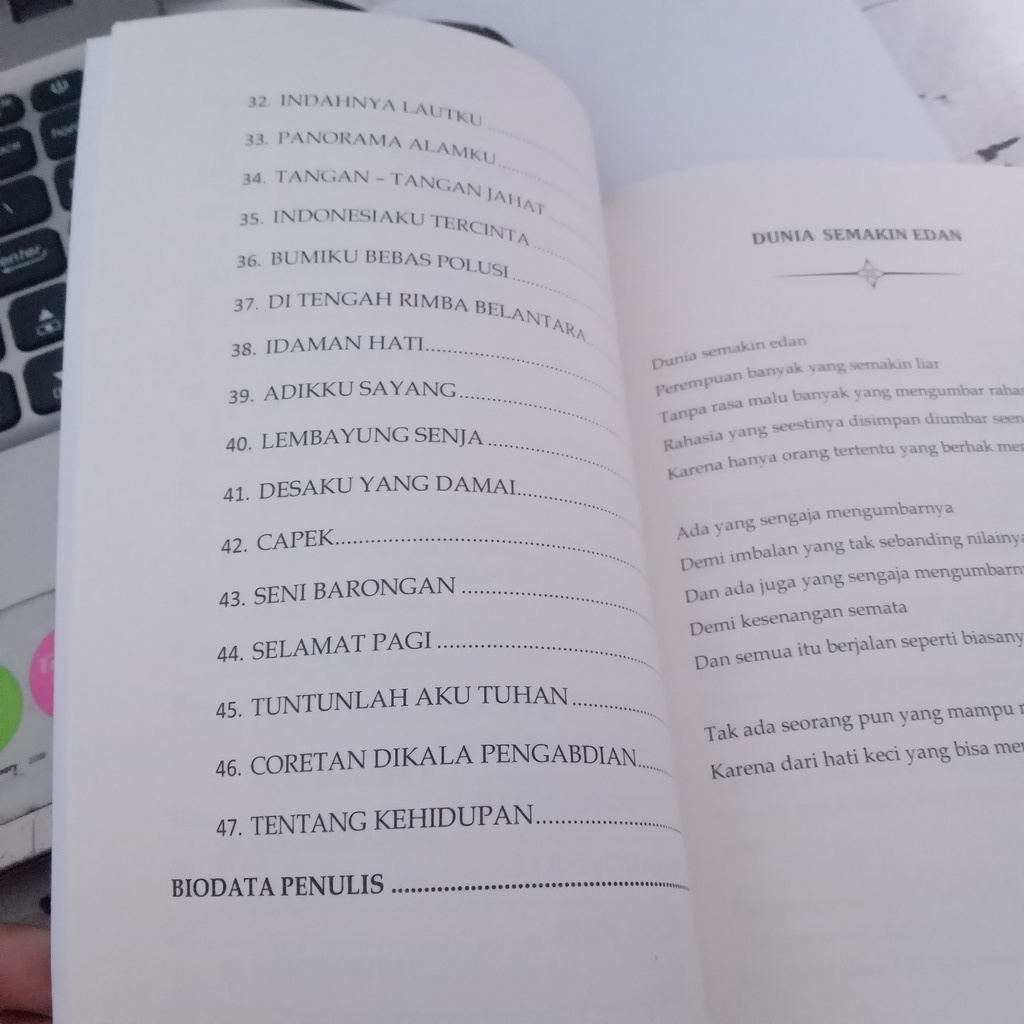 32. INDAHNYA LAUTKU
33. PANORAMA ALAMKU
34. TANGAN – TANGAN JAHAT
35. INDONESIAKU TERCINTA
36. BUMIKU BEBAS POLUSI
37. DI TENGAH RIMBA BELANTARA
38. IDAMAN HATI
39. ADIKKU SAYANG
40. LEMBAYUNG SENJA
41. DESAKU YANG DAMAI
42. CAPEK
43. SENI BARONGAN
44. SELAMAT PAGI
45. TUNTUNLAH AKU TUHAN
46. CORETAN DIKALA PENGABDIAN
47. TENTANG KEHIDUPAN
BIODATA PENULIS
DUNIA SEMAKIN EDAN
Dunia semakin edan
Perempuan banyak yang semakin liar
Tanpa rasa malu banyak yang mengumbar
Rahasia yang seestinya disimpan diumbar
Karena hanya orang tertentu yang berhak
Ada yang sengaja mengumbarnya
Demi imbalan yang tak sebanding nilainya
Dan ada juga yang sengaja
Demi kesenangan semata
Dan semua itu berjalan seperti
Tak ada seorang pun yang mampu
Karena dari hati keci yang bisa
enter